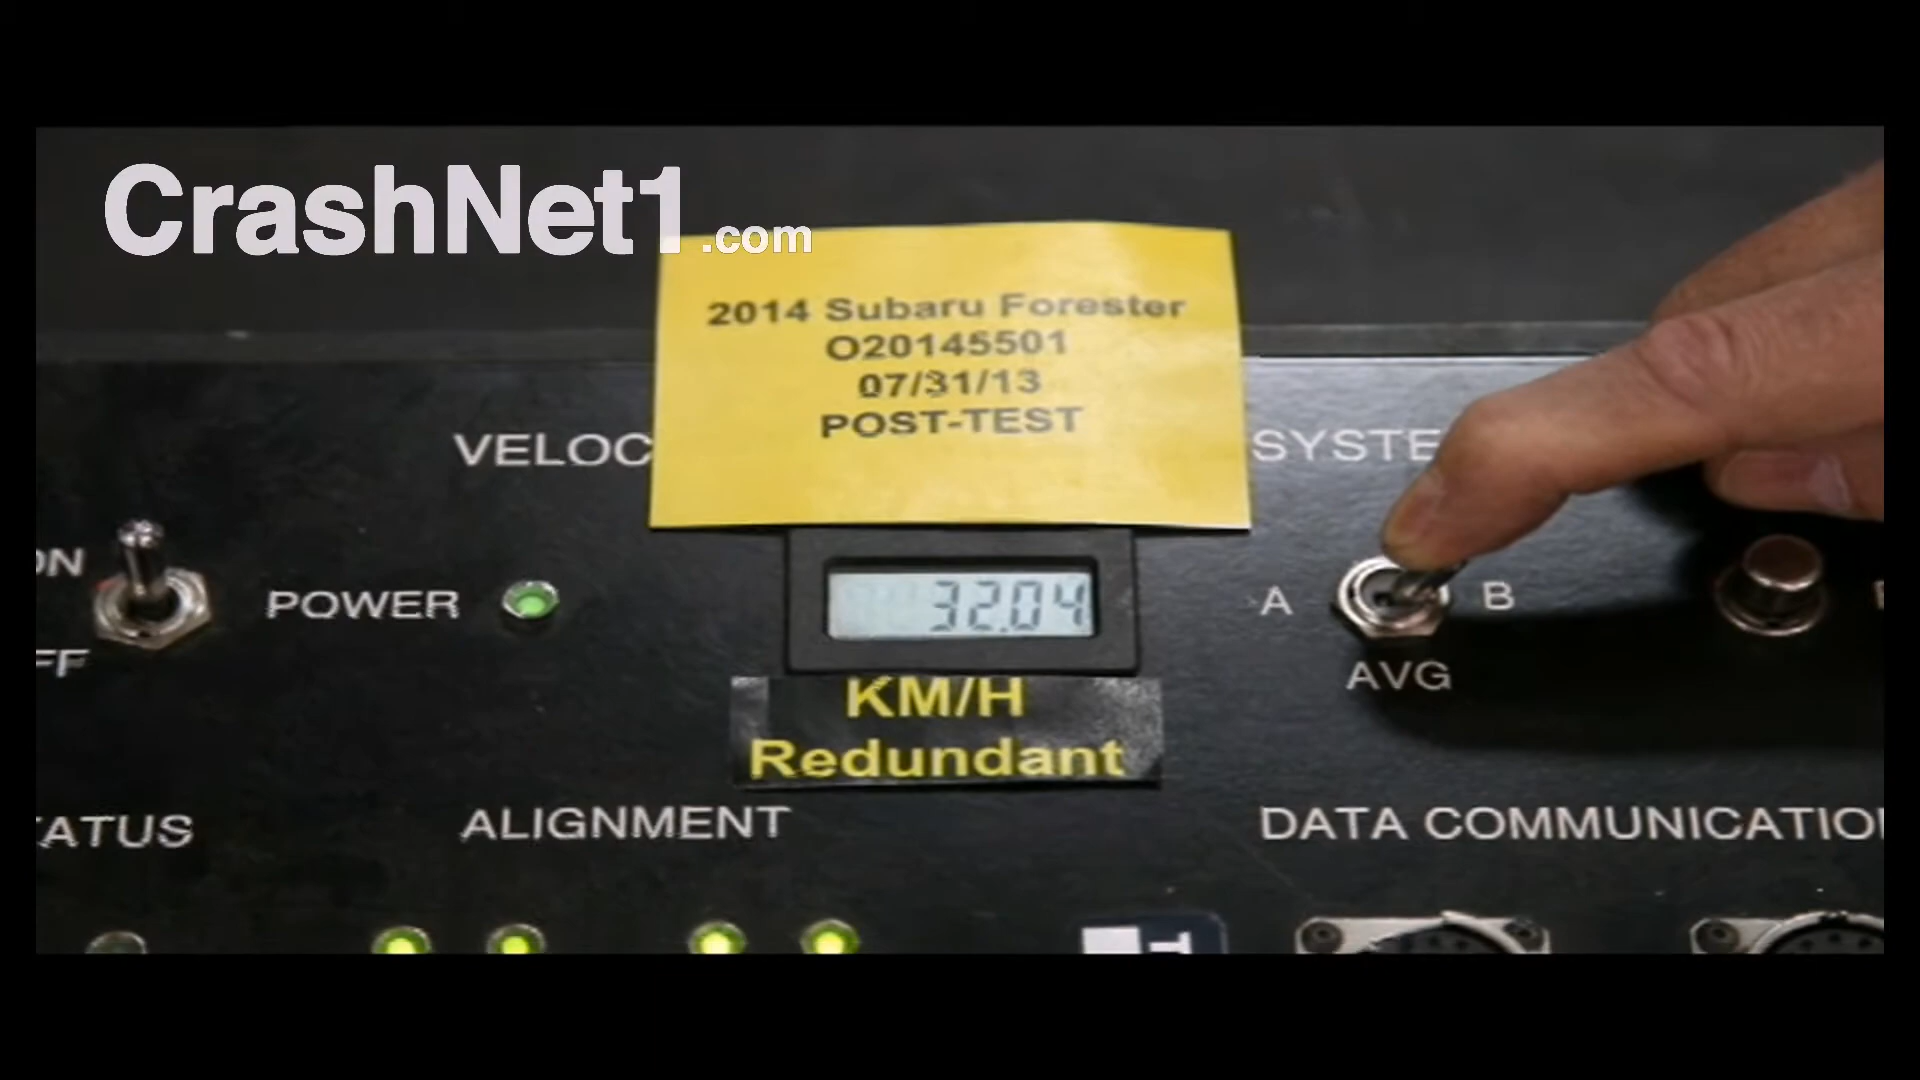 CrashNet1.com
2014 Subaru Forester
O20145501
07/31/13
POST-TEST
VELOC
SYSTE
ON
POWER
32.04
A
B
FF
AVG
KM/H
Redundant
TATUS
ALIGNMENT
DATA COMMUNICATIO